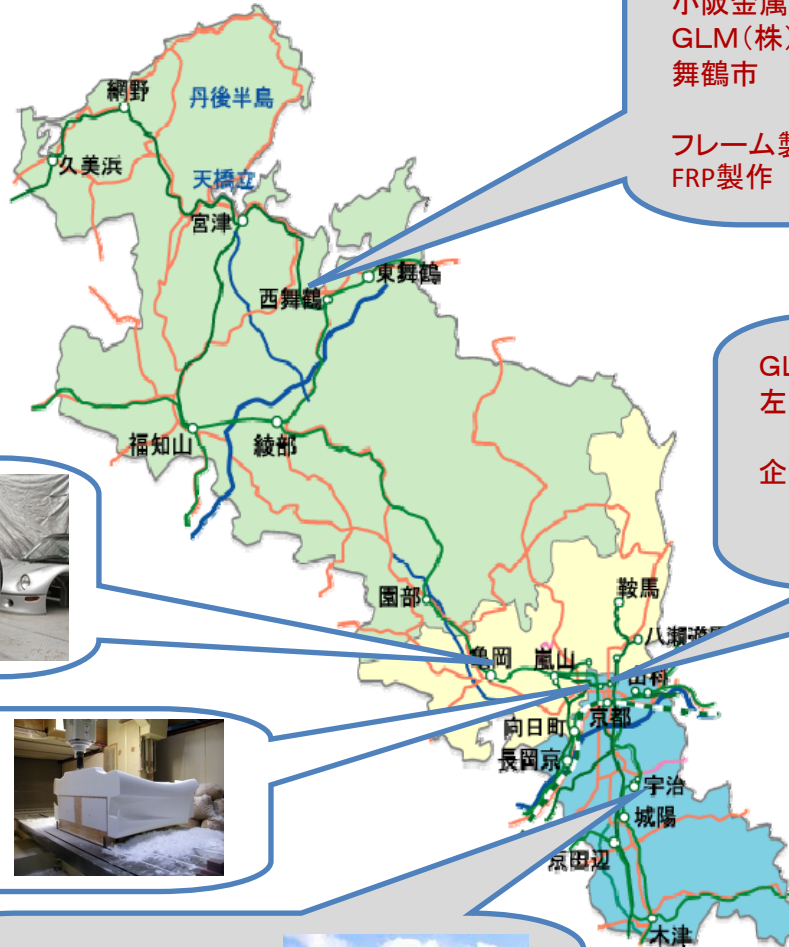 小阪金属
GLM(株)
舞鶴市
フレーム製
FRP製作
網野
丹後半島
久美浜
天橋立
宮津
東舞鶴
西舞鶴
GL
左
企
福知山
綾部
園部
鞍馬
八瀬遊
亀岡
嵐山
山科
向日町
京都
長岡京
宇治
城陽
京田辺
木津